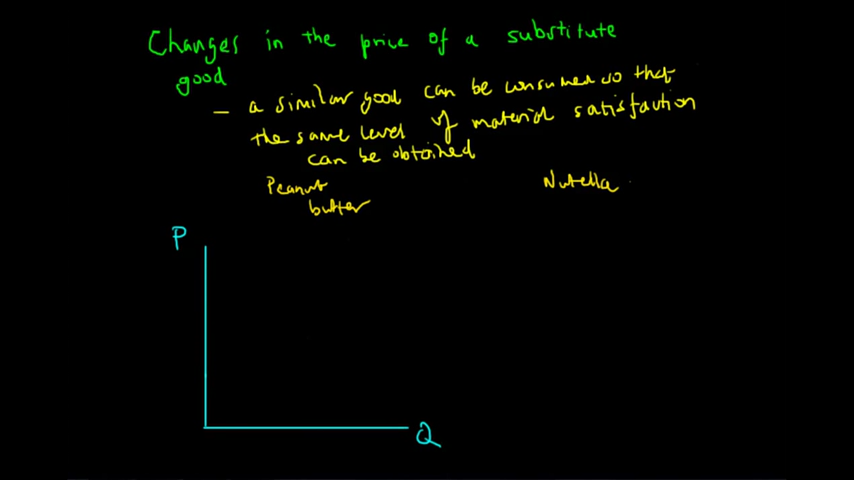 Changes in the price of a substitute
good
- a similar good can be consumed so that
the same level of material satisfaction
can be obtained
Peanut Nutella
butter
P
Q